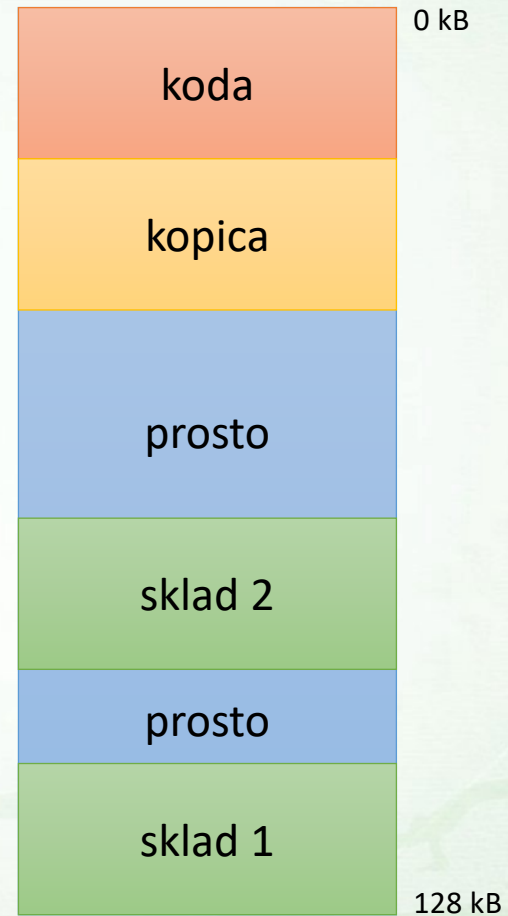 0 kB
koda
kopica
prosto
sklad 2
prosto
sklad 1
128 kB